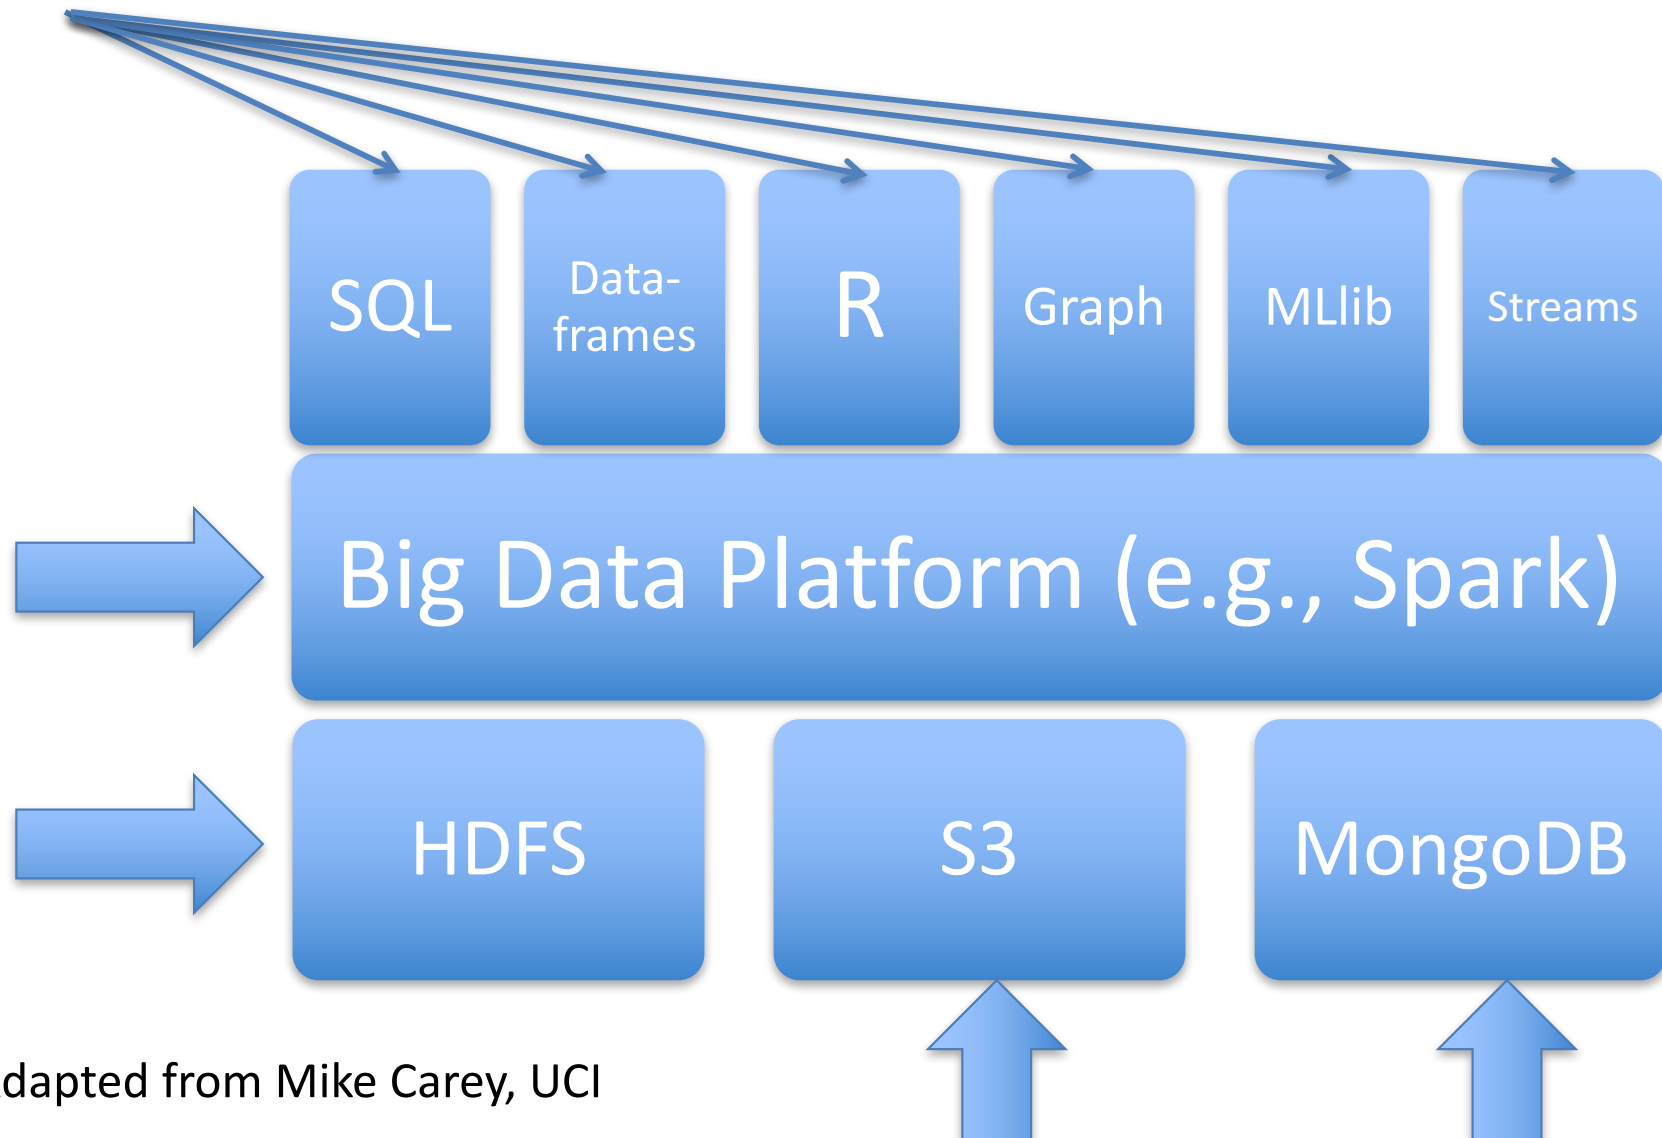 SQL
Data-
frames
R
Graph
MLlib
Streams
Big Data Platform (e.g., Spark)
HDFS
S3
MongoDB
dapted from Mike Carey, UCI